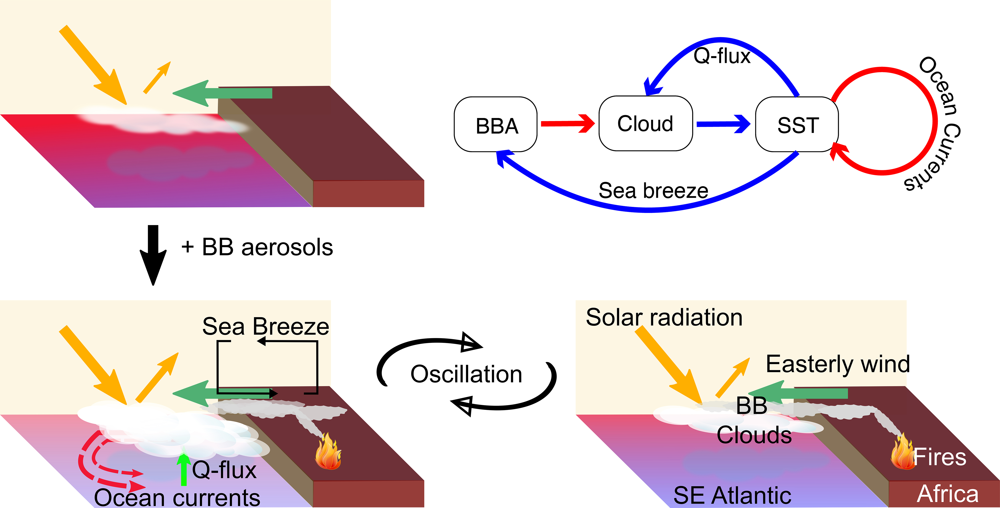 Q-flux
Ocean Currents
BBA
Cloud
SST
Sea breeze
+ BB aerosols
Sea Breeze
Q-flux
Ocean currents
Oscillation
Solar radiation
Easterly wind
BB
Clouds
Fires
SE Atlantic
Africa